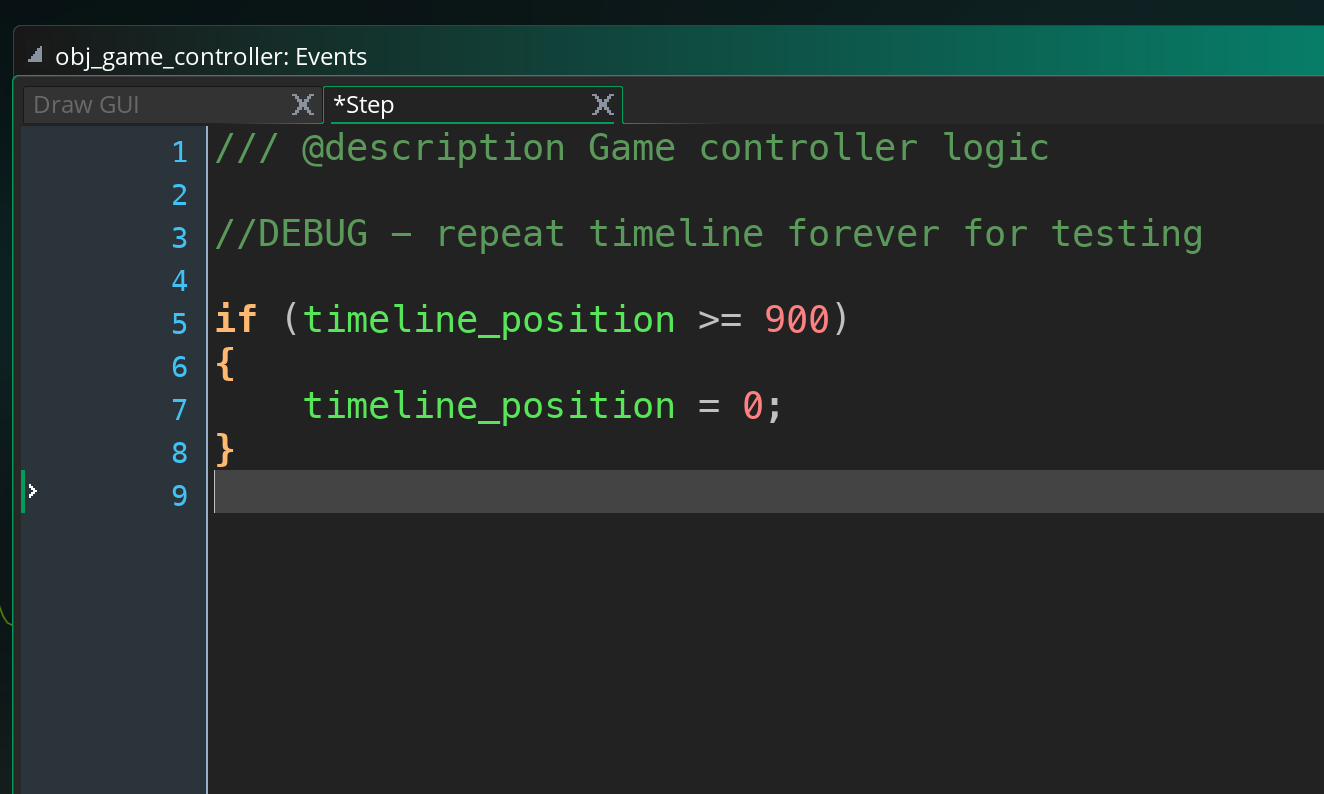 obj_game_controller: Events
Draw GUI
*Step
1 /// @description Game controller logic
2
3 //DEBUG – repeat timeline forever for testing
4
5 if (timeline_position >= 900)
6 {
7     timeline_position = 0;
8 }
9